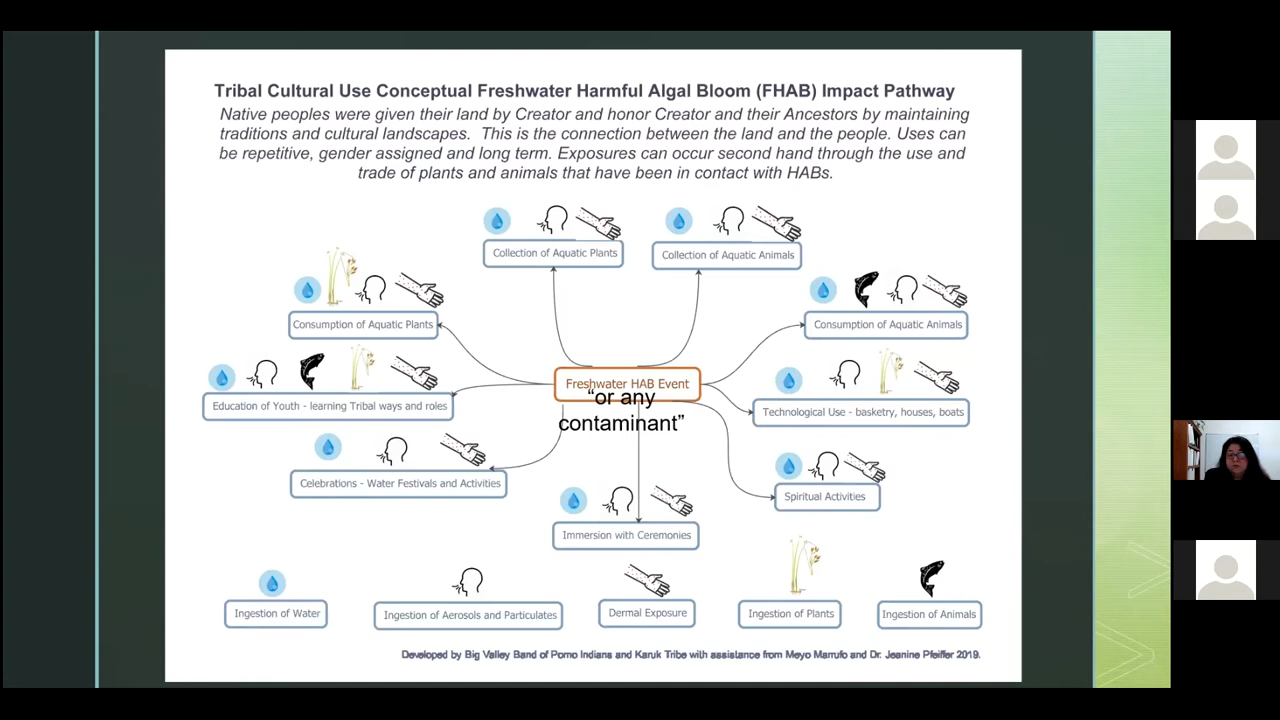 Tribal Cultural Use Conceptual Freshwater Harmful Algal Bloom (FHAB) Impact Pathway
Native peoples were given their land by Creator and honor Creator and their Ancestors by maintaining
traditions and cultural landscapes. This is the connection between the land and the people. Uses can
be repetitive, gender assigned and long term. Exposures can occur second hand through the use and
trade of plants and animals that have been in contact with HABs.
Collection of Aquatic Plants
Collection of Aquatic Animals
Consumption of Aquatic Plants
Consumption of Aquatic Animals
Freshwater HAB Event
“or any
contaminant”
Education of Youth - learning Tribal ways and roles
Technological Use - basketry, houses, boats
Celebrations - Water Festivals and Activities
Spiritual Activities
Immersion with Ceremonies
Ingestion of Water
Ingestion of Aerosols and Particulates
Dermal Exposure
Ingestion of Plants
Ingestion of Animals
Developed by Big Valley Band of Pomo Indians and Karuk Tribe with assistance from Meyo Marrufo and Dr. Jeanine Pfeiffer 2019.